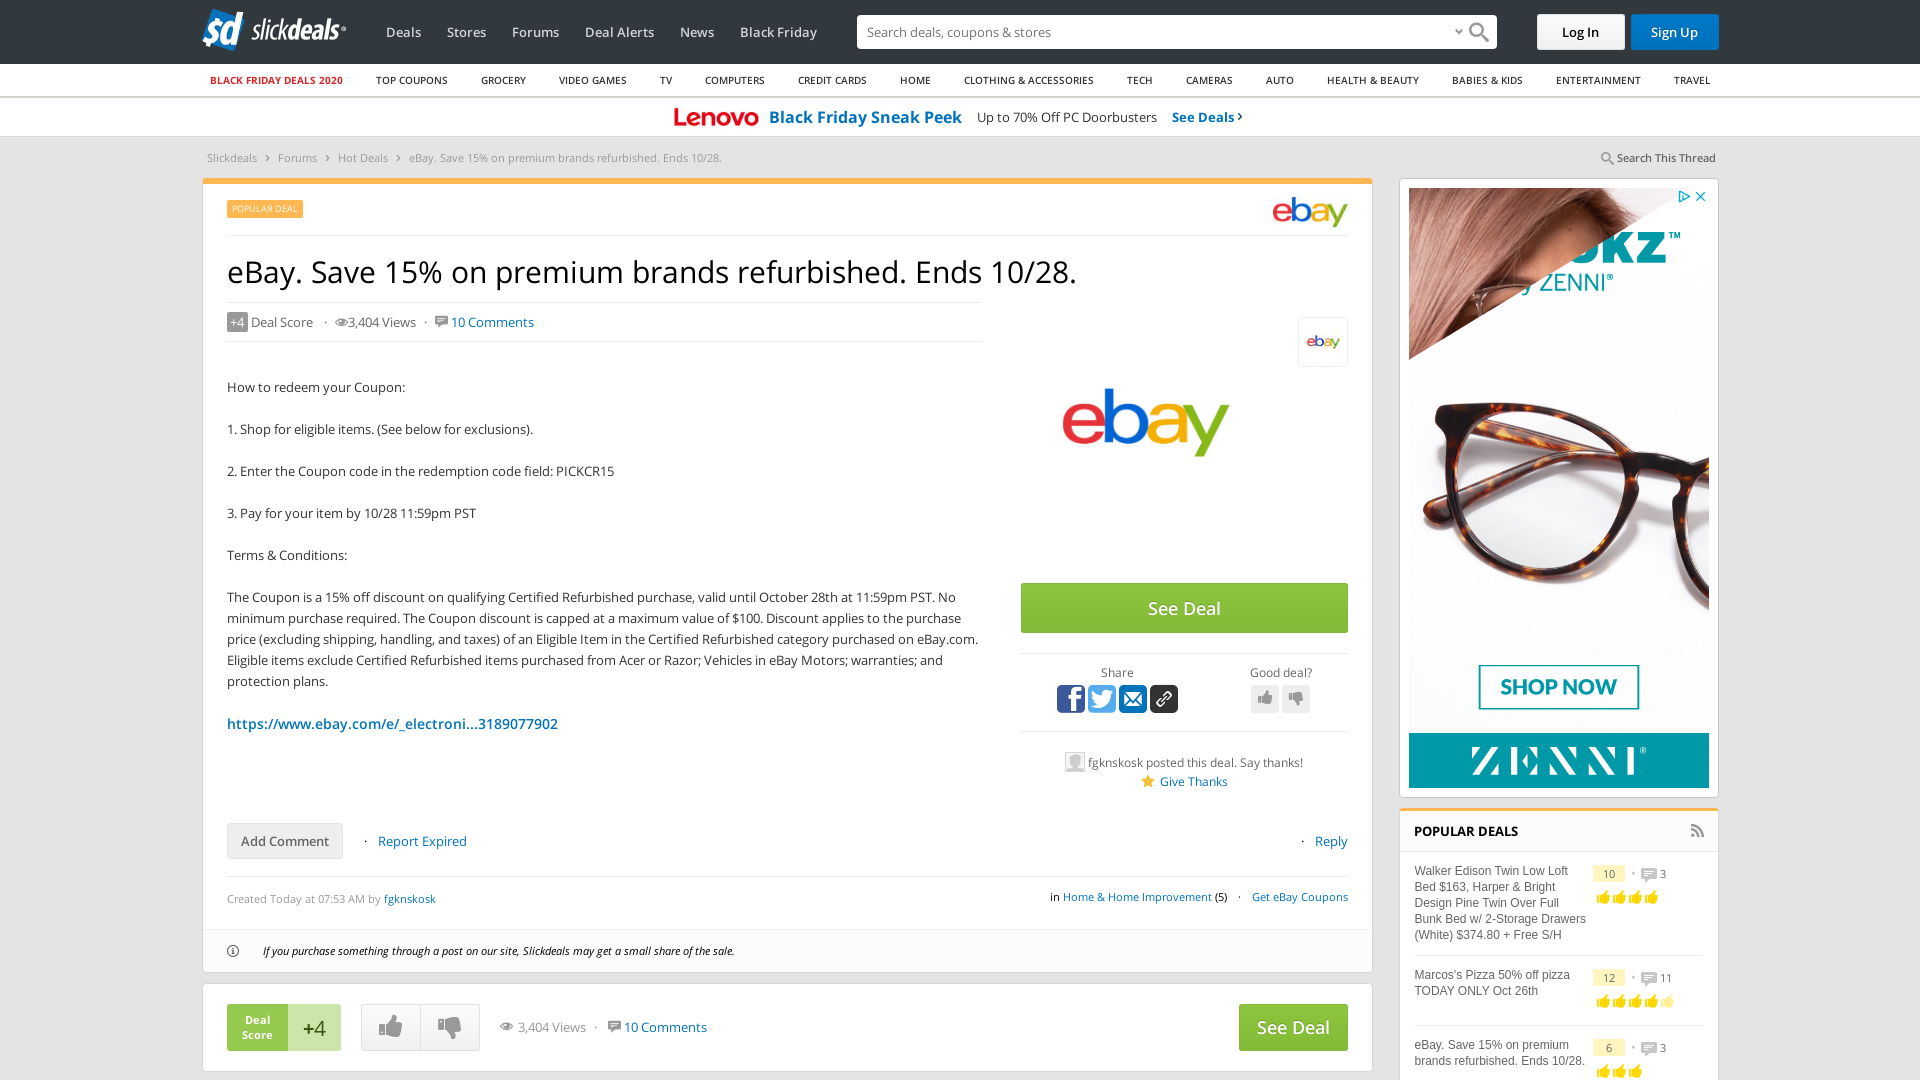 sd slickdeals
Deals
Stores
Forums
Deal Alerts
News
Black Friday
Search deals, coupons & stores
Log In
Sign Up
BLACK FRIDAY DEALS 2020
TOP COUPONS
GROCERY
VIDEO GAMES
TV
COMPUTERS
CREDIT CARDS
HOME
CLOTHING & ACCESSORIES
TECH
CAMERAS
AUTO
HEALTH & BEAUTY
BABIES & KIDS
ENTERTAINMENT
TRAVEL
Lenovo Black Friday Sneak Peek Up to 70% Off PC Doorbusters See Deals ›
Slickdeals › Forums › Hot Deals › eBay. Save 15% on premium brands refurbished. Ends 10/28.
Search This Thread
POPULAR DEAL
ebay
eBay. Save 15% on premium brands refurbished. Ends 10/28.
+4 Deal Score · 3,404 Views · 10 Comments
ebay
How to redeem your Coupon:
1. Shop for eligible items. (See below for exclusions).
2. Enter the Coupon code in the redemption code field: PICKCR15
3. Pay for your item by 10/28 11:59pm PST
Terms & Conditions:
The Coupon is a 15% off discount on qualifying Certified Refurbished purchase, valid until October 28th at 11:59pm PST. No
minimum purchase required. The Coupon discount is capped at a maximum value of $100. Discount applies to the purchase
price (excluding shipping, handling, and taxes) of an Eligible Item in the Certified Refurbished category purchased on eBay.com.
Eligible items exclude Certified Refurbished items purchased from Acer or Razor; Vehicles in eBay Motors; warranties; and
protection plans.
https://www.ebay.com/e/_electroni...3189077902
ebay
See Deal
Share
Good deal?
fgknskosk posted this deal. Say thanks!
Give Thanks
Add Comment · Report Expired
· Reply
Created Today at 07:53 AM by fgknskosk
in Home & Home Improvement (5) · Get eBay Coupons
If you purchase something through a post on our site, Slickdeals may get a small share of the sale.
Deal
Score
+4
3,404 Views · 10 Comments
See Deal
KZ™
ZENNI®
SHOP NOW
ZENNI®
POPULAR DEALS
Walker Edison Twin Low Loft
Bed $163, Harper & Bright
Design Pine Twin Over Full
Bunk Bed w/ 2-Storage Drawers
(White) $374.80 + Free S/H
10 · 3
Marcos's Pizza 50% off pizza
TODAY ONLY Oct 26th
12 · 11
eBay. Save 15% on premium
brands refurbished. Ends 10/28.
6 · 3